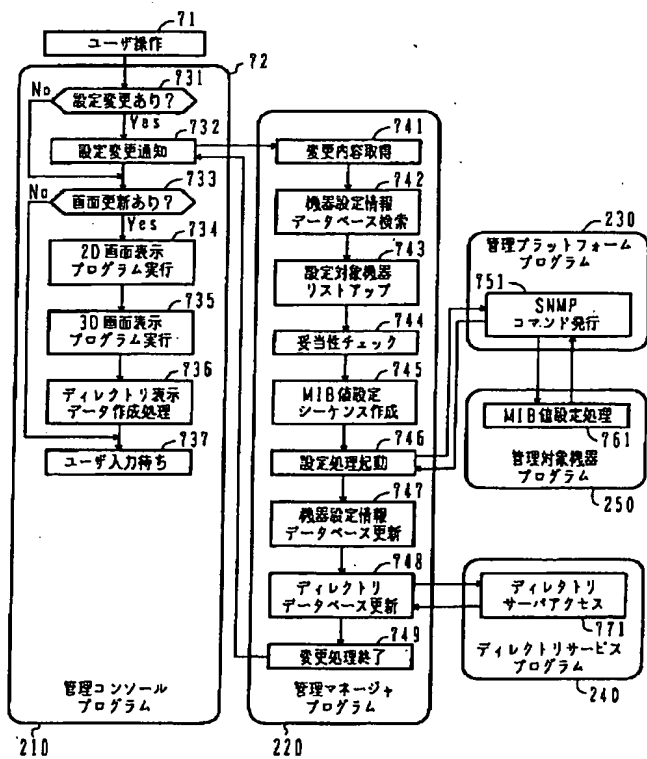 71
ユーザ操作
72
731
No
設定変更あり?
Yes
732
設定変更通知
733
No
画面更新あり?
Yes
734
2D画面表示
プログラム実行
735
3D画面表示
プログラム実行
736
ディレクトリ表示
データ作成処理
737
ユーザ入力待ち
管理コンソール
プログラム
210
741
変更内容取得
742
機器設定情報
データベース検索
743
設定対象機器
リストアップ
744
妥当性チェック
745
MIB値設定
シーケンス作成
746
設定処理起動
747
機器設定情報
データベース更新
748
ディレクトリ
データベース更新
749
変更処理終了
管理マネージャ
プログラム
220
230
管理プラットフォーム
プログラム
751
SNMP
コマンド発行
MIB値設定処理
761
管理対象機器
プログラム
250
ディレクトリ
サーバアクセス
771
ディレクトリサービス
プログラム
240